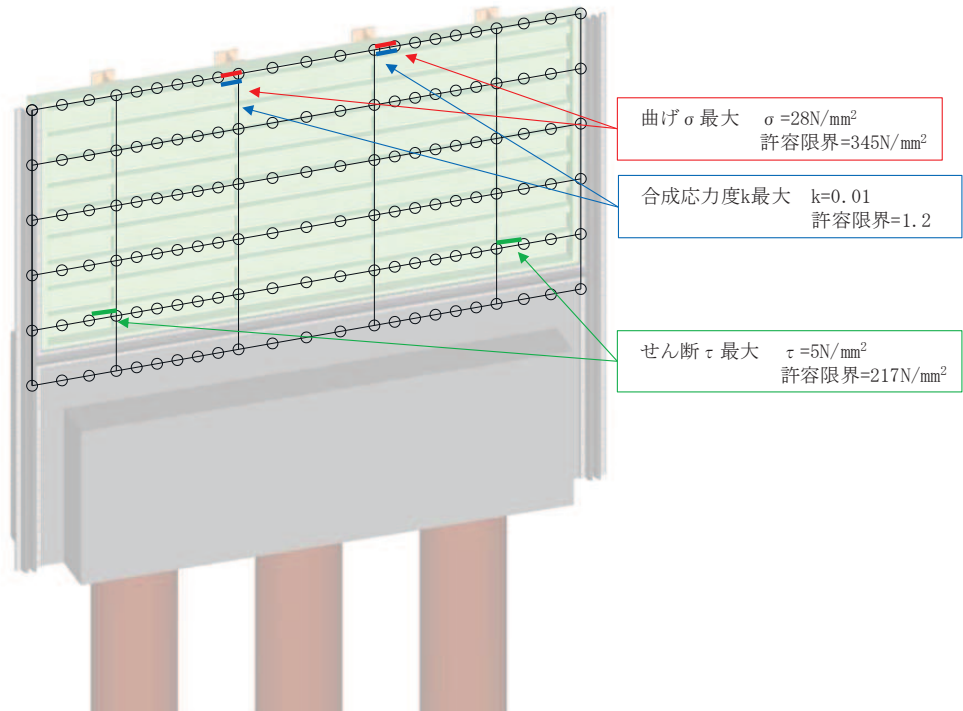 曲げσ最大　σ=28N/mm²
許容限界=345N/mm²
合成応力度k最大　k=0.01
許容限界=1.2
せん断τ最大　τ=5N/mm²
許容限界=217N/mm²